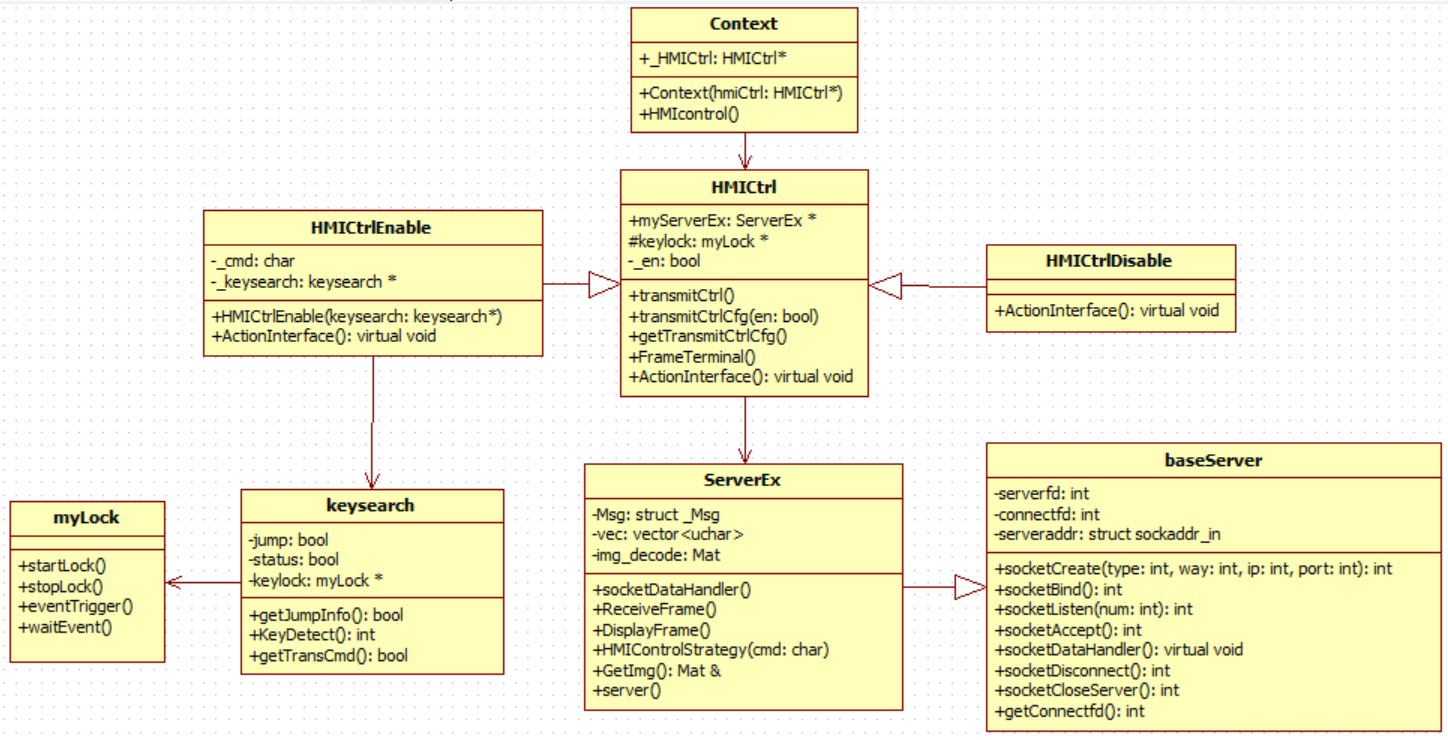 Context
+_HMICtrl: HMICtrl*
+Context(hmiCtrl: HMICtrl*)
+HMIcontrol()
HMICtrl
+myServerEx: ServerEx *
#keylock: myLock *
-_en: bool
+transmitCtrl()
+transmitCtrlCfg(en: bool)
+getTransmitCtrlCfg()
+FrameTerminal()
+ActionInterface(): virtual void
HMICtrlEnable
-_cmd: char
-_keysearch: keysearch *
+HMICtrlEnable(keysearch: keysearch*)
+ActionInterface(): virtual void
HMICtrlDisable
+ActionInterface(): virtual void
myLock
+startLock()
+stopLock()
+eventTrigger()
+waitEvent()
keysearch
-jump: bool
-status: bool
-keylock: myLock *
+getJumpInfo(): bool
+KeyDetect(): int
+getTransCmd(): bool
ServerEx
-Msg: struct _Msg
-vec: vector<uchar>
-img_decode: Mat
+socketDataHandler()
+ReceiveFrame()
+DisplayFrame()
+HMIControlStrategy(cmd: char)
+GetImg(): Mat &
+server()
baseServer
-serverfd: int
-connectfd: int
-serveraddr: struct sockaddr_in
+socketCreate(type: int, way: int, ip: int, port: int): int
+socketBind(): int
+socketListen(num: int): int
+socketAccept(): int
+socketDataHandler(): virtual void
+socketDisconnect(): int
+socketCloseServer(): int
+getConnectfd(): int